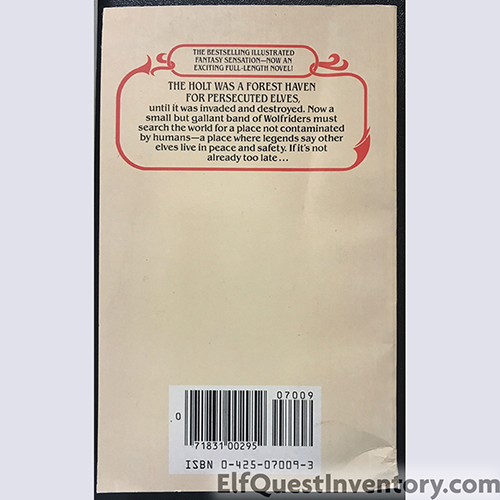 THE BESTSELLING ILLUSTRATED
FANTASY SENSATION—NOW AN
EXCITING FULL-LENGTH NOVEL!
THE HOLT WAS A FOREST HAVEN
FOR PERSECUTED ELVES,
until it was invaded and destroyed. Now a
small but gallant band of Wolfriders must
search the world for a place not contaminated
by humans—a place where legends say other
elves live in peace and safety. If it's not
already too late...
07009
0
71831 00295
ISBN 0-425-07009-3
ElfQuestInventory.com